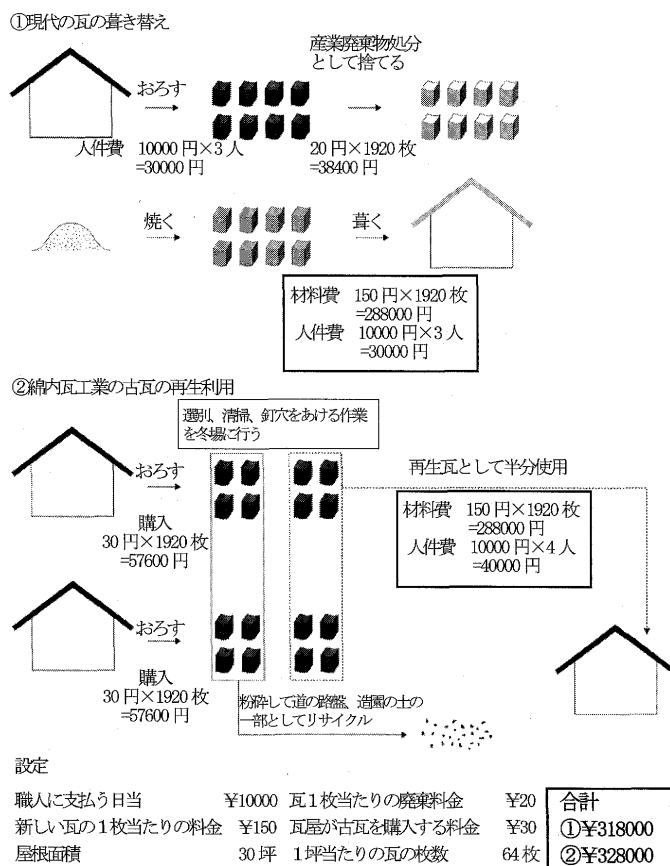 ①現代の瓦の葺き替え
おろす
産業廃棄物処分
として捨てる
人件費 10000円×3人
=30000円
20円×1920枚
=38400円
焼く
葺く
材料費 150円×1920枚
=288000円
人件費 10000円×3人
=30000円
②綿内瓦工業の古瓦の再生利用
選別、清掃、釘穴をあける作業
を冬場に行う
おろす
購入
30円×1920枚
=57600円
再生瓦として半分使用
材料費 150円×1920枚
=288000円
人件費 10000円×4人
=40000円
おろす
購入
30円×1920枚
=57600円
粉砕して道の路盤、造園の土の
一部としてリサイクル
設定
職人に支払う日当 ¥10000 瓦1枚当たりの廃棄料金 ¥20
新しい瓦の1枚当たりの料金 ¥150 瓦屋が古瓦を購入する料金 ¥30
屋根面積 30坪 1坪当たりの瓦の枚数 64枚
合計
①¥318000
②¥328000